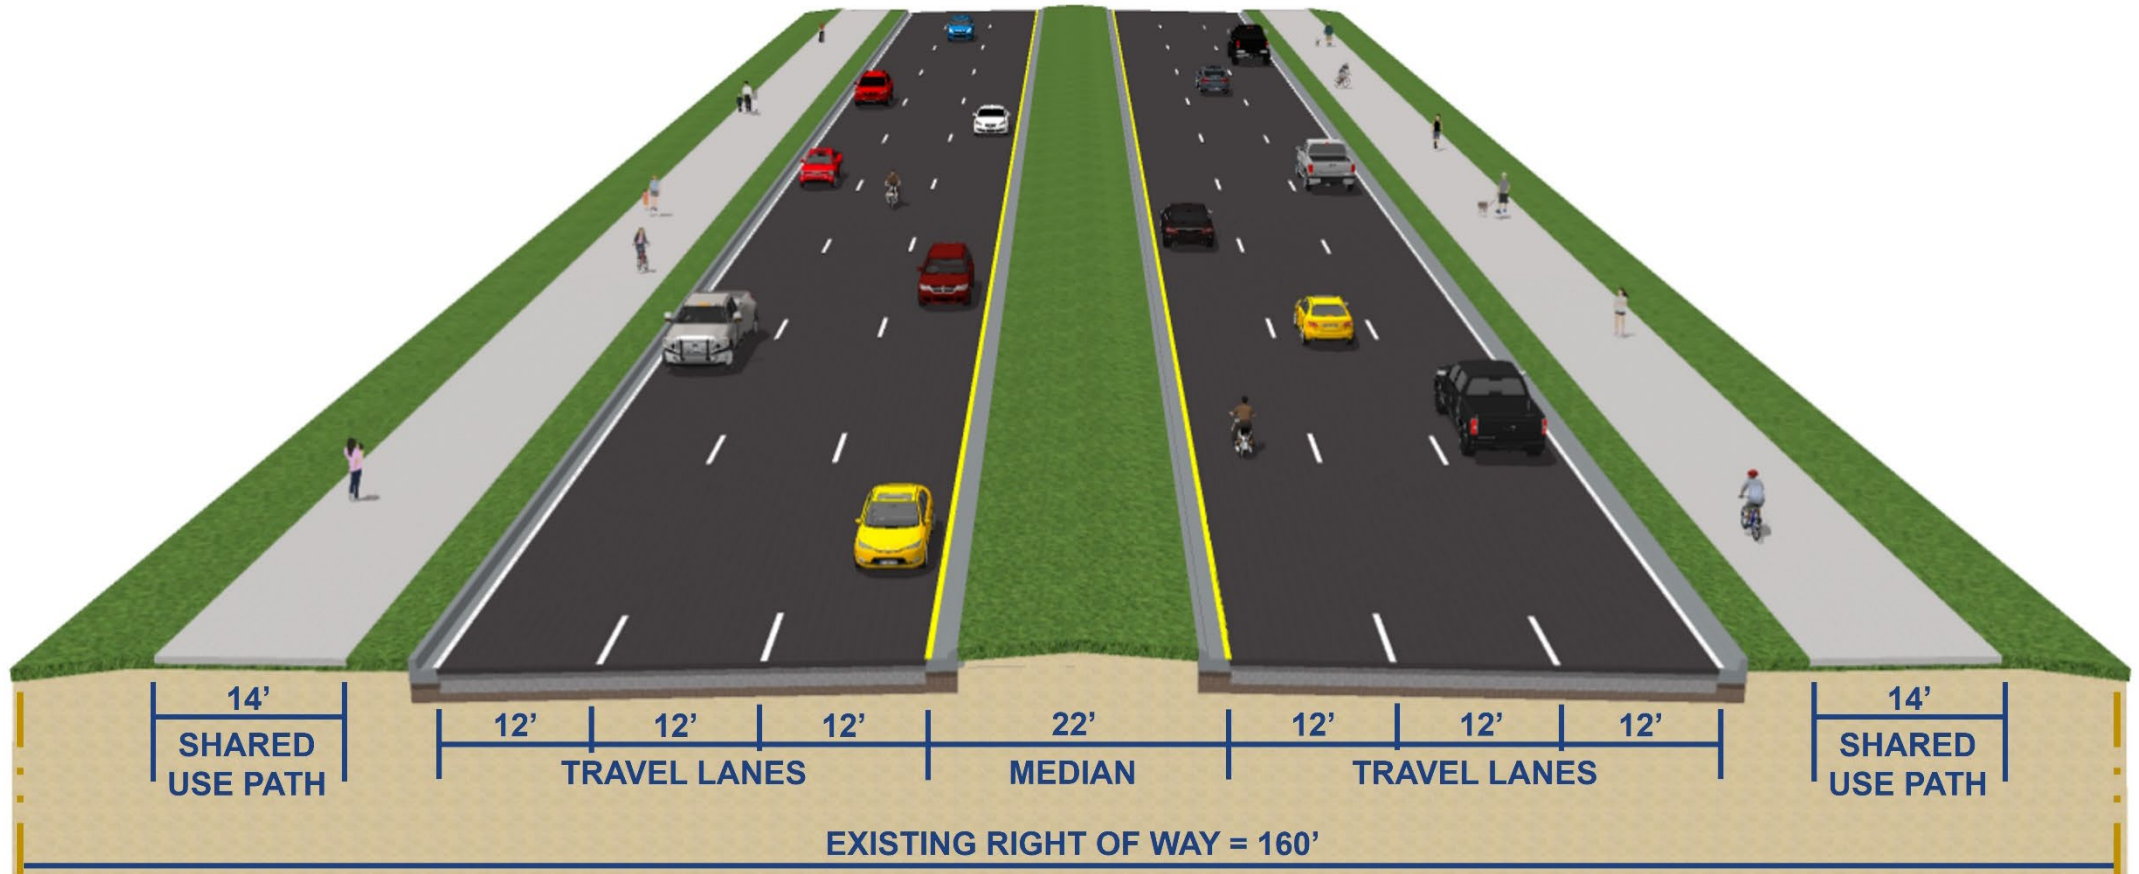 14’
SHARED
USE PATH
12’ 12’ 12’ 22’ 12’ 12’ 12’
TRAVEL LANES MEDIAN TRAVEL LANES
14’
SHARED
USE PATH
EXISTING RIGHT OF WAY = 160’